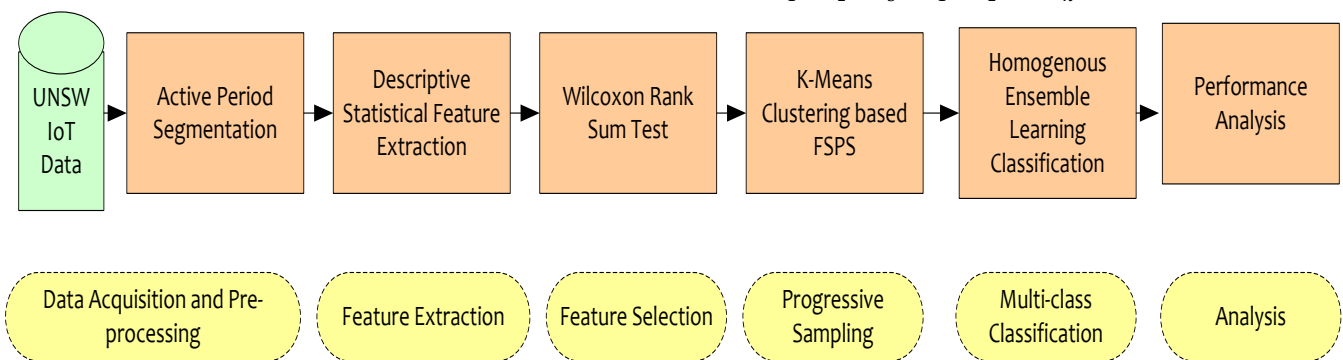 UNSW
IoT
Data
Active Period
Segmentation
Descriptive
Statistical Feature
Extraction
Wilcoxon Rank
Sum Test
K-Means
Clustering based
FSPS
Homogenous
Ensemble
Learning
Classification
Performance
Analysis
Data Acquisition and Pre-
processing
Feature Extraction
Feature Selection
Progressive
Sampling
Multi-class
Classification
Analysis